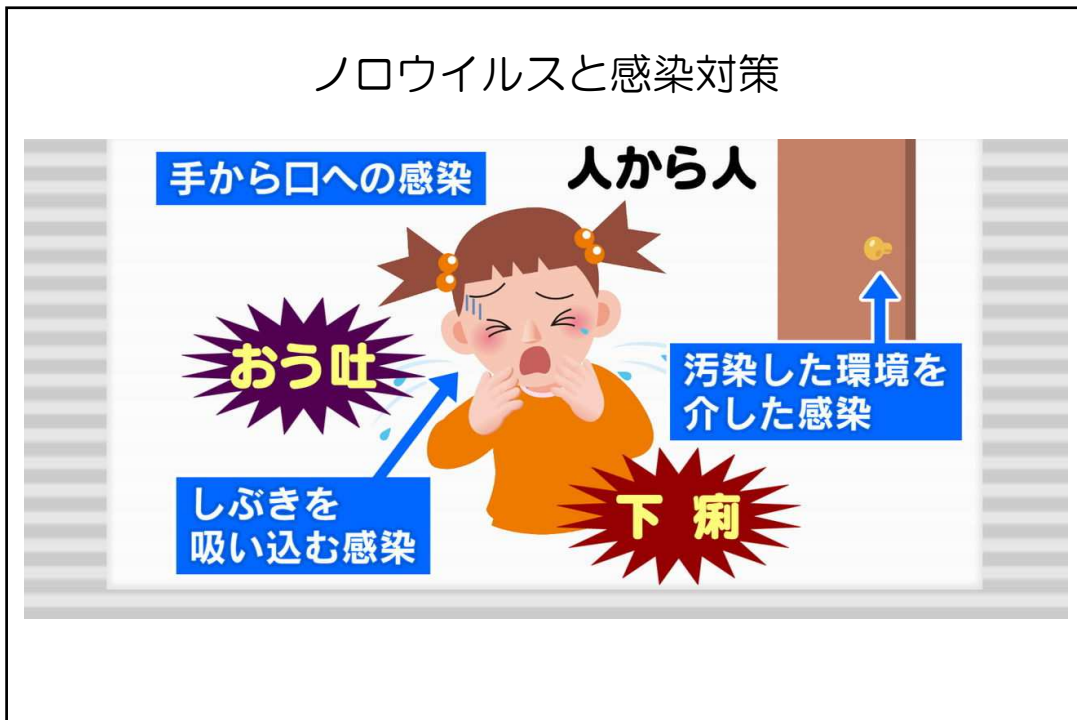 ノロウイルスと感染対策
手から口への感染
人から人
おう吐
汚染した環境を
介した感染
しぶきを
吸い込む感染
下 痢